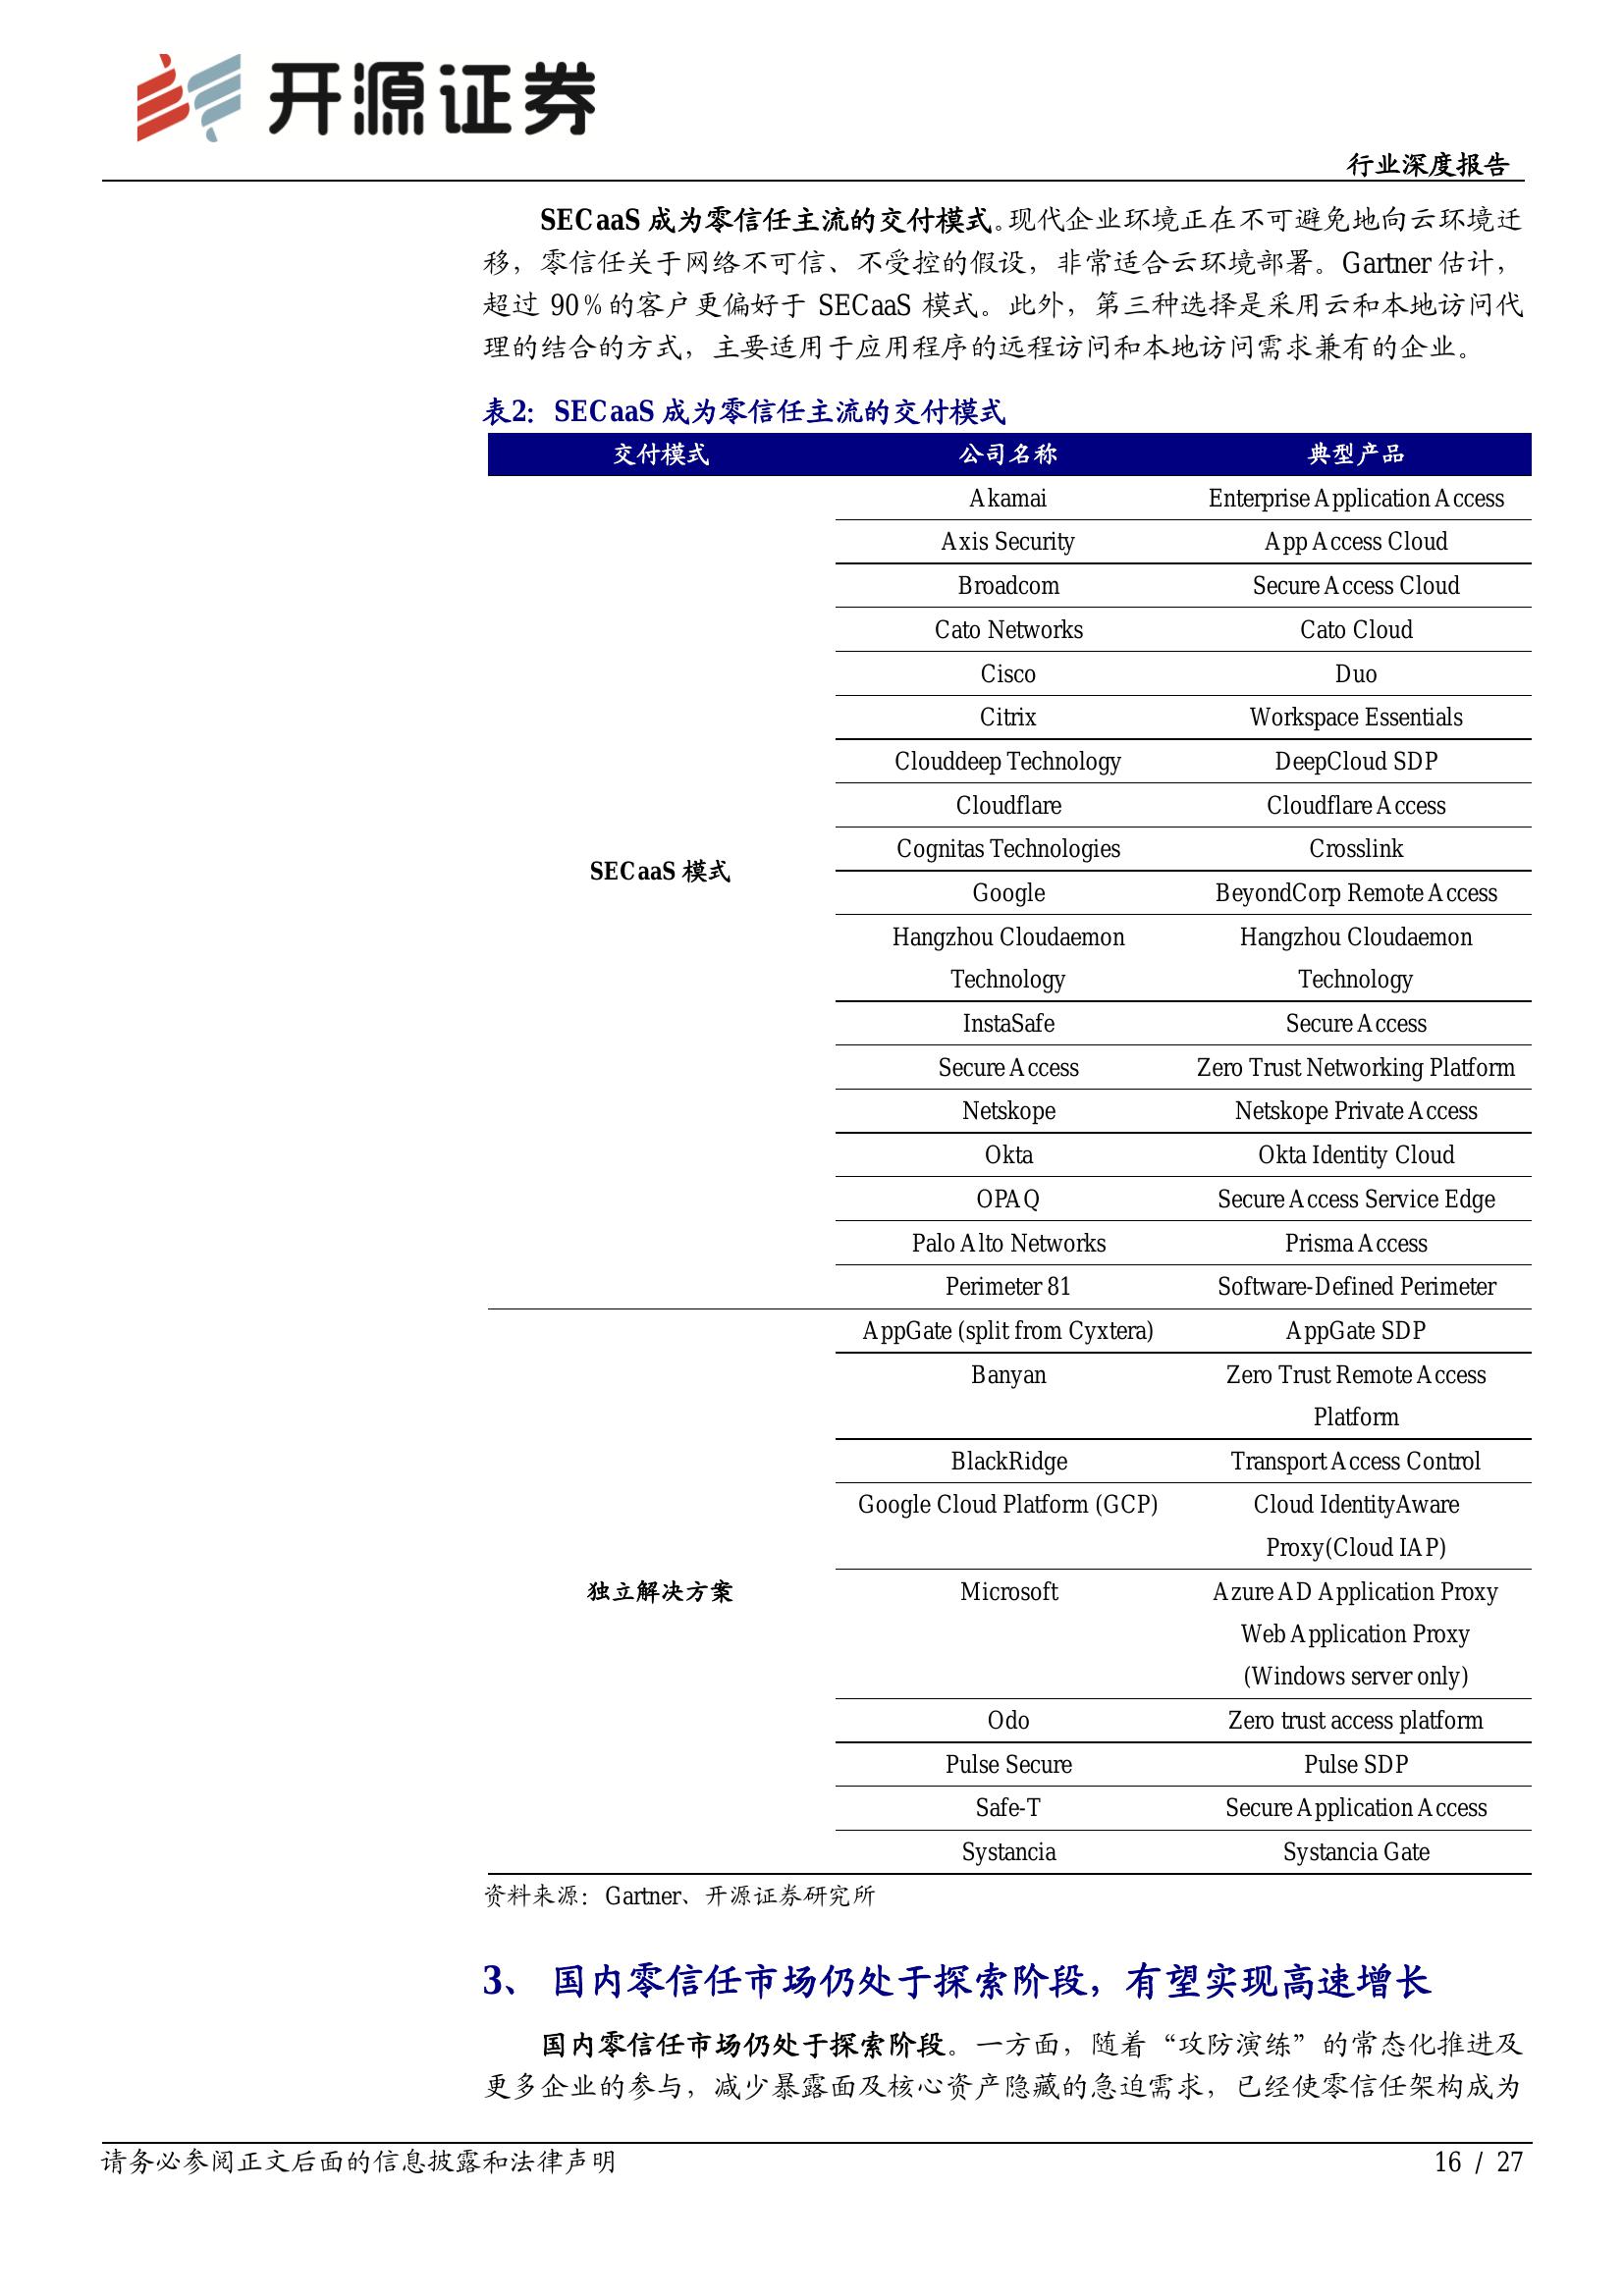 开源证券
行业深度报告
SECaaS 成为零信任主流的交付模式。现代企业环境正在不可避免地向云环境迁
移，零信任关于网络不可信、不受控的假设，非常适合云环境部署。Gartner 估计，
超过 90%的客户更偏好于 SECaaS 模式。此外，第三种选择是采用云和本地访问代
理的结合的方式，主要适用于应用程序的远程访问和本地访问需求兼有的企业。
表2: SECaaS 成为零信任主流的交付模式
交付模式 公司名称 典型产品
Akamai Enterprise Application Access
Axis Security App Access Cloud
Broadcom Secure Access Cloud
Cato Networks Cato Cloud
Cisco Duo
Citrix Workspace Essentials
Clouddeep Technology DeepCloud SDP
Cloudflare Cloudflare Access
Cognitas Technologies Crosslink
SECaaS 模式
Google BeyondCorp Remote Access
Hangzhou Cloudaemon Hangzhou Cloudaemon
Technology Technology
InstaSafe Secure Access
Secure Access Zero Trust Networking Platform
Netskope Netskope Private Access
Okta Okta Identity Cloud
OPAQ Secure Access Service Edge
Palo Alto Networks Prisma Access
Perimeter 81 Software-Defined Perimeter
AppGate (split from Cyxtera) AppGate SDP
Banyan Zero Trust Remote Access
Platform
BlackRidge Transport Access Control
Google Cloud Platform (GCP) Cloud IdentityAware
Proxy(Cloud IAP)
独立解决方案 Microsoft Azure AD Application Proxy
Web Application Proxy
(Windows server only)
Odo Zero trust access platform
Pulse Secure Pulse SDP
Safe-T Secure Application Access
Systancia Systancia Gate
资料来源：Gartner、开源证券研究所
3、 国内零信任市场仍处于探索阶段，有望实现高速增长
国内零信任市场仍处于探索阶段。一方面，随着“攻防演练”的常态化推进及
更多企业的参与，减少暴露面及核心资产隐藏的急迫需求，已经使零信任架构成为
请务必参阅正文后面的信息披露和法律声明 16 / 27